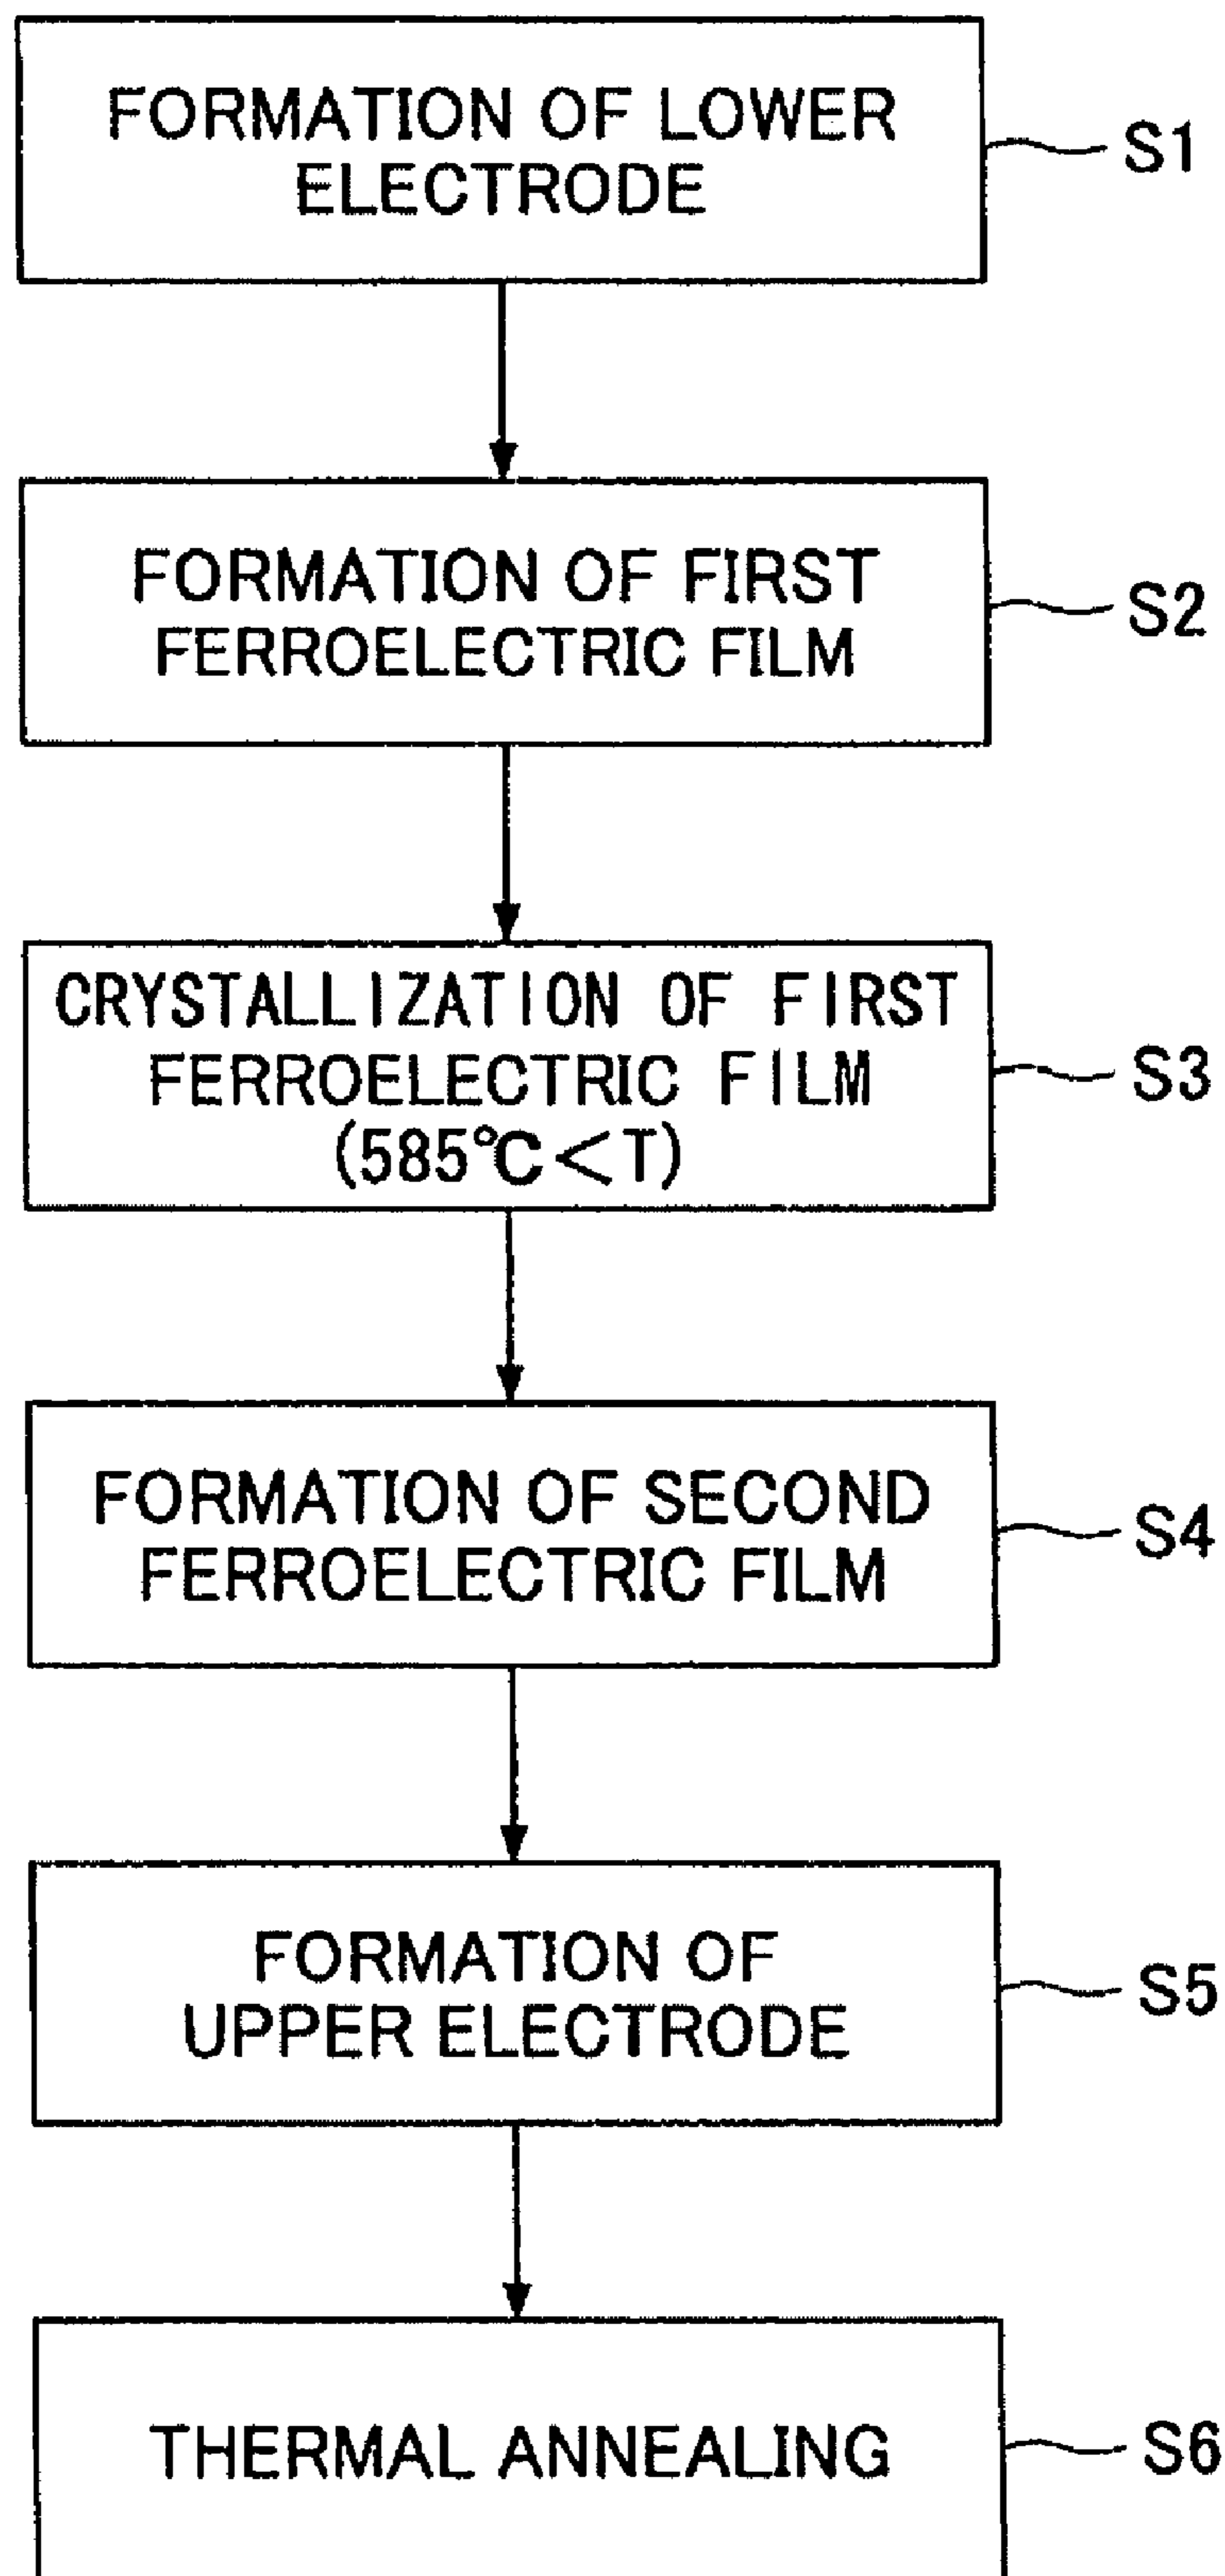 FORMATION OF LOWER
ELECTRODE
S1
FORMATION OF FIRST
FERROELECTRIC FILM
S2
CRYSTALLIZATION OF FIRST
FERROELECTRIC FILM
(585℃<T)
S3
FORMATION OF SECOND
FERROELECTRIC FILM
S4
FORMATION OF
UPPER ELECTRODE
S5
THERMAL ANNEALING
S6